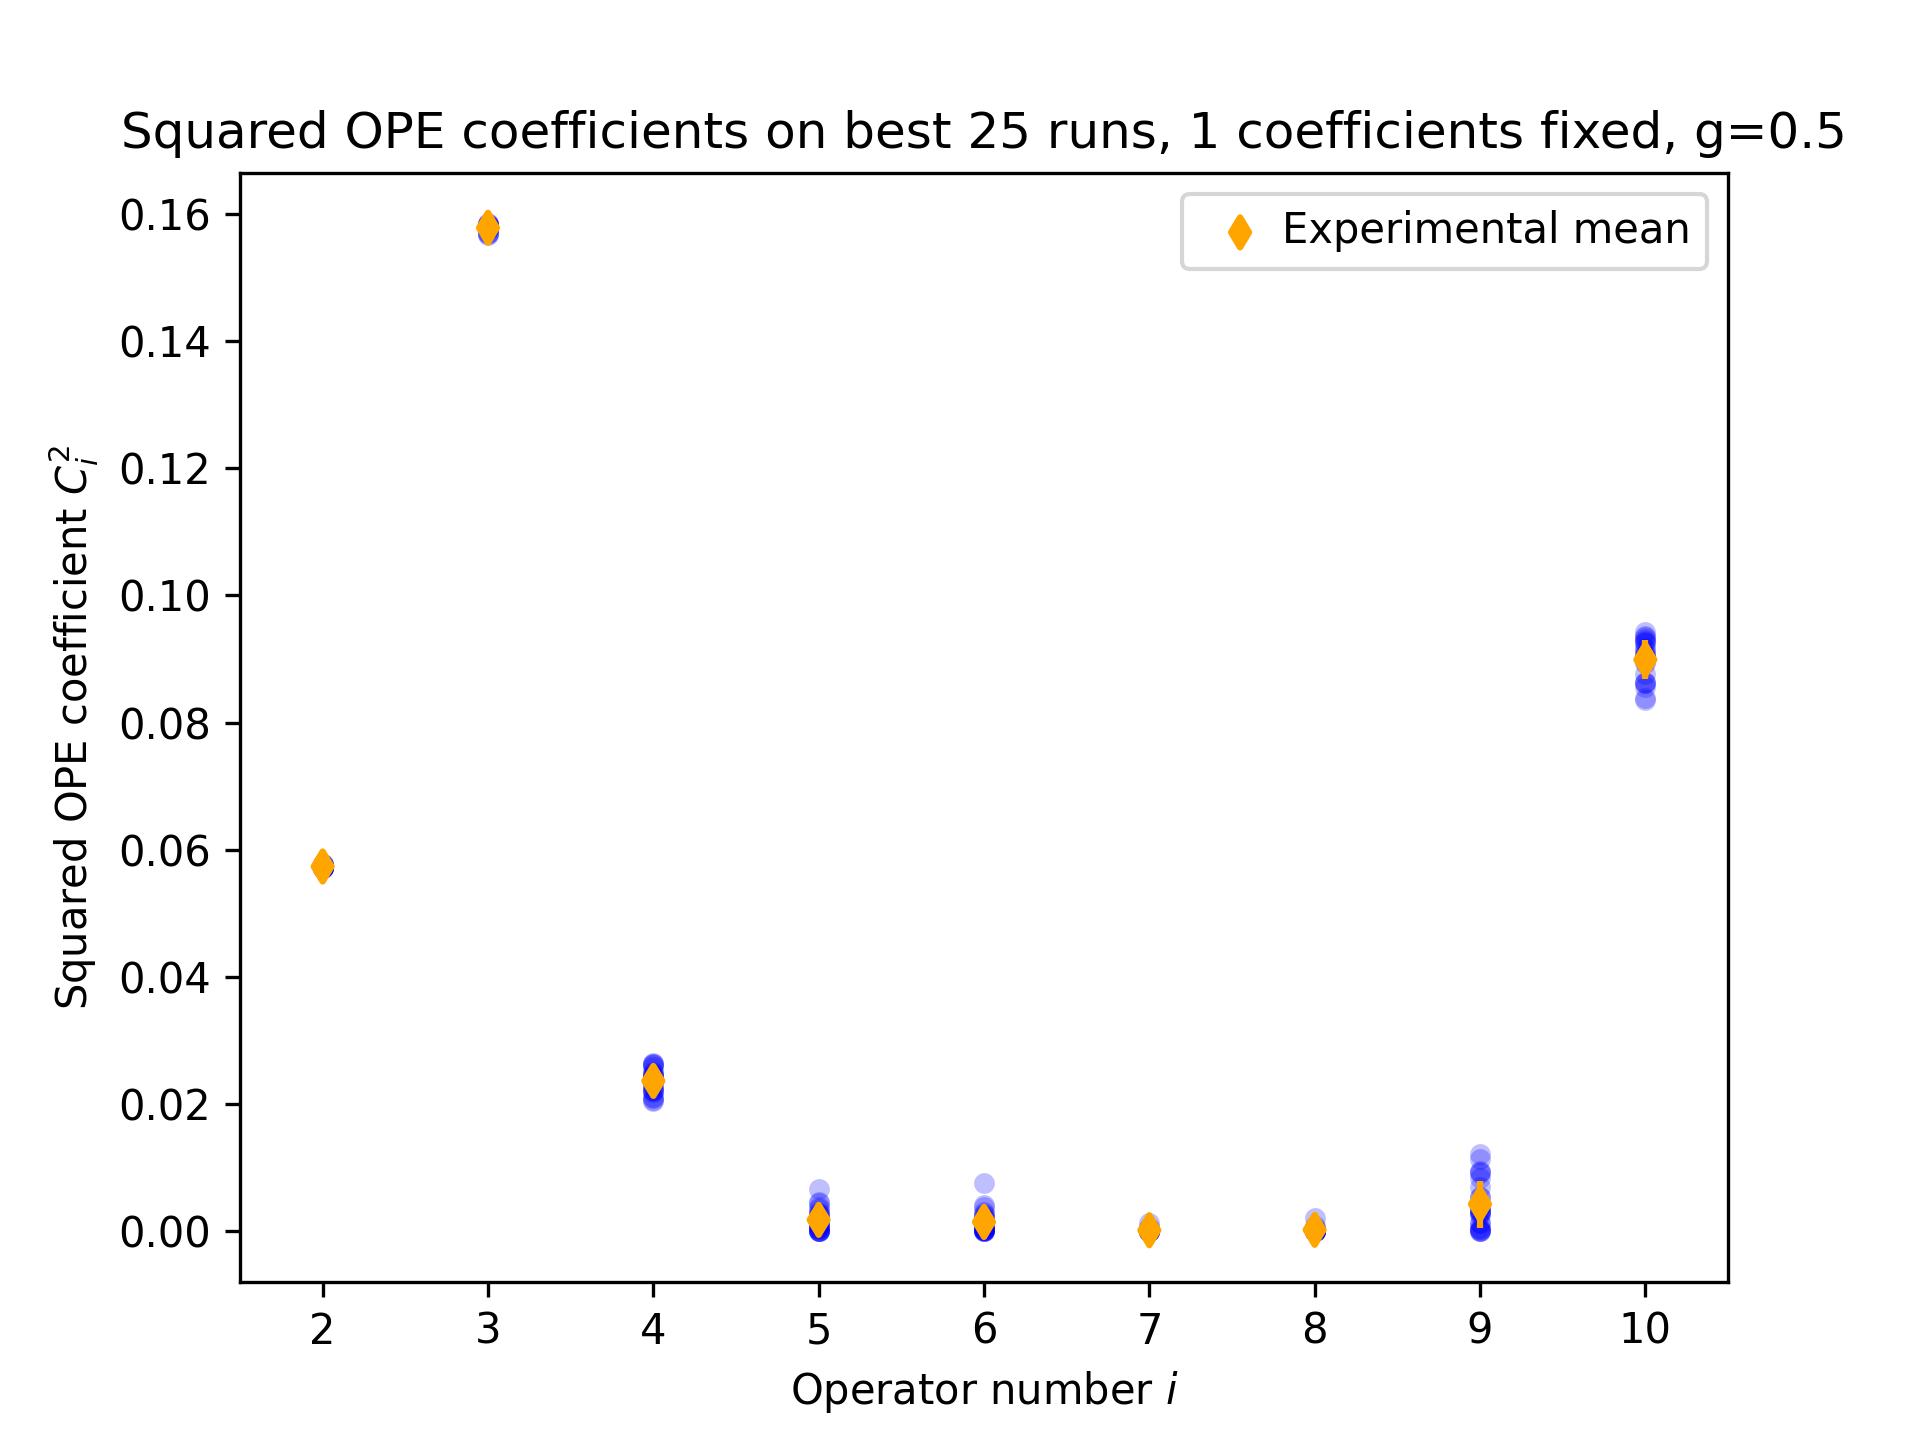 Squared OPE coefficients on best 25 runs, 1 coefficients fixed, g=0.5
Experimental mean
Squared OPE coefficient $C_i^2$
0.16
0.14
0.12
0.10
0.08
0.06
0.04
0.02
0.00
2 3 4 5 6 7 8 9 10
Operator number i